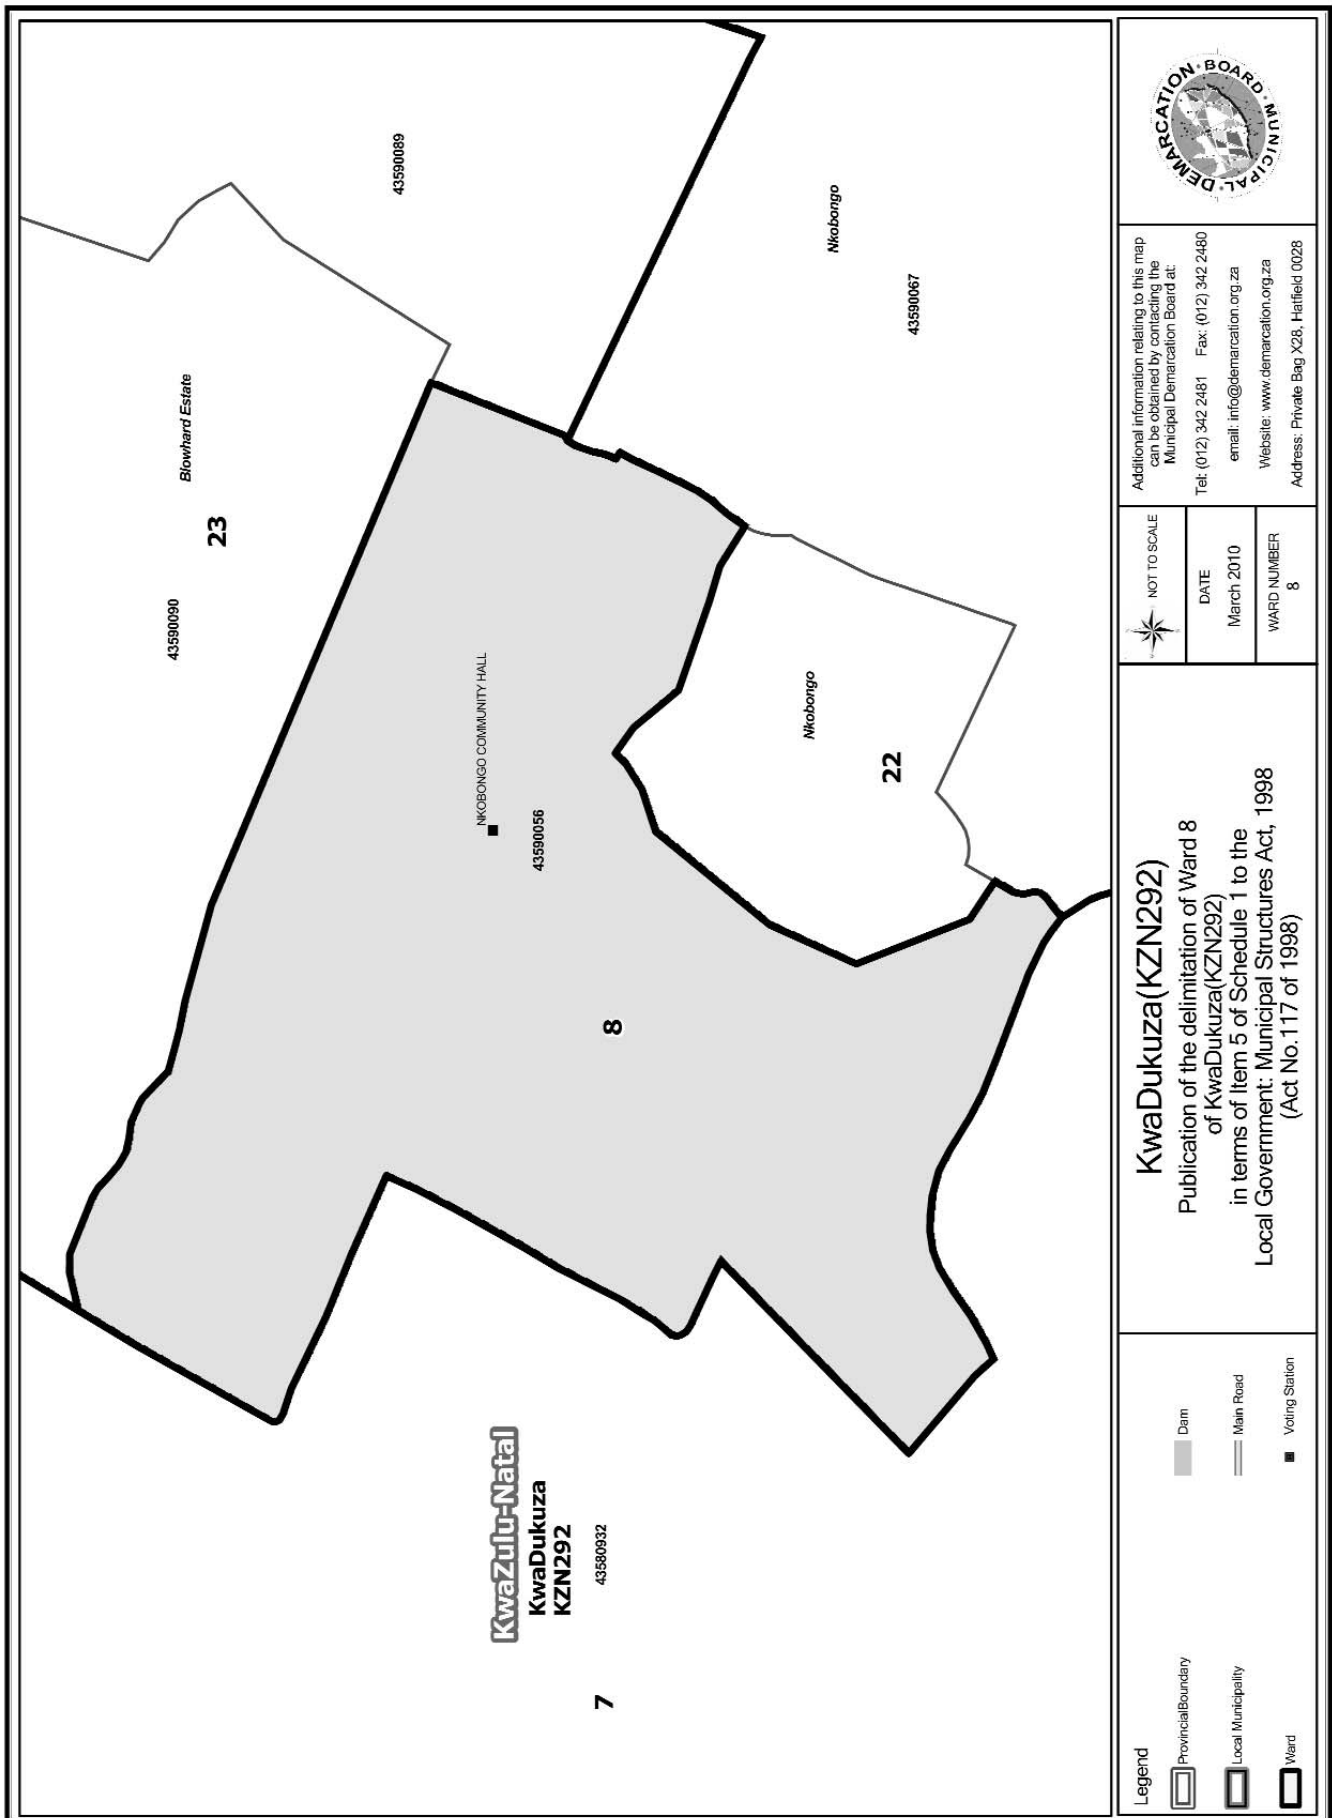 43590089
Blowhard Estate
23
43590090
Nkobongo
43590067
NKOBONGO COMMUNITY HALL
43590056
Nkobongo
22
8
KwaZulu-Natal
KwaDukuza
KZN292
43580932
7
Legend
ProvincialBoundary
Local Municipality
Ward
Dam
Main Road
Voting Station
KwaDukuza(KZN292)
Publication of the delimitation of Ward 8
of KwaDukuza(KZN292)
in terms of Item 5 of Schedule 1 to the
Local Government: Municipal Structures Act, 1998
(Act No.117 of 1998)
NOT TO SCALE
DATE
March 2010
WARD NUMBER
8
Additional information relating to this map
can be obtained by contacting the
Municipal Demarcation Board at:
Tel: (012) 342 2481 Fax: (012) 342 2480
email: info@demarcation.org.za
Website: www.demarcation.org.za
Address: Private Bag X28, Hatfield 0028
MUNICIPAL · DEMARCATION · BOARD